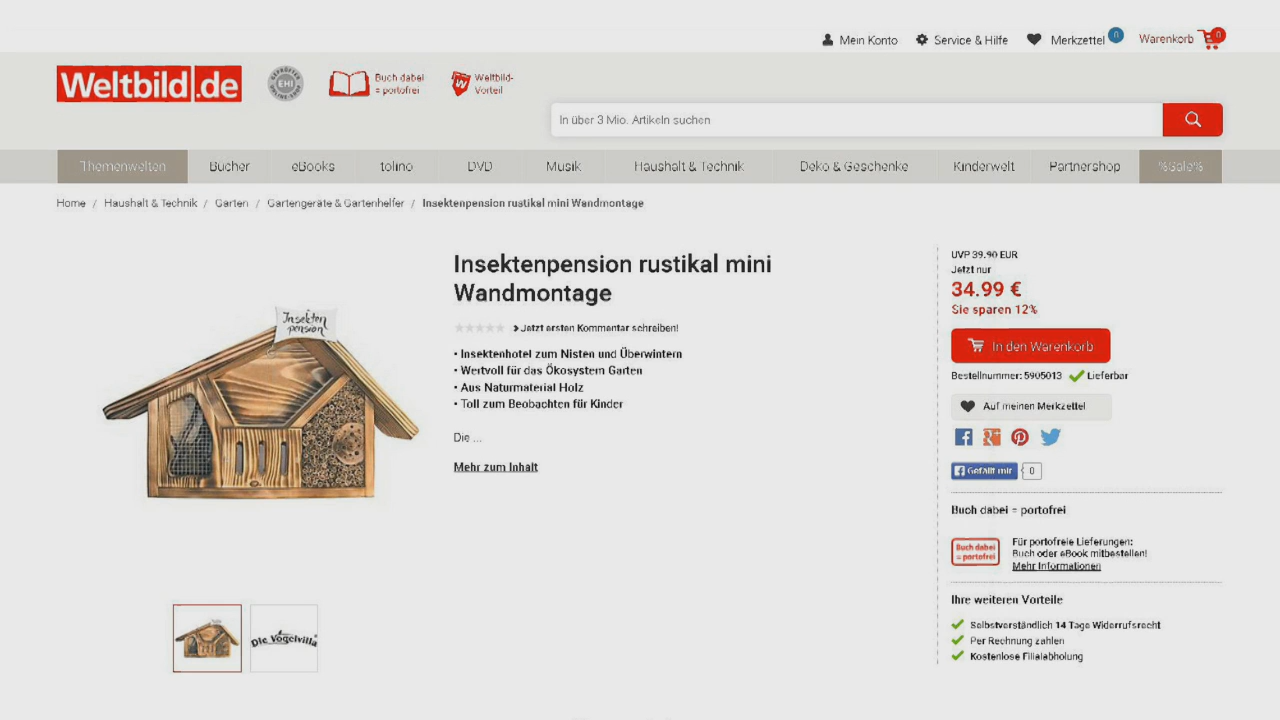 Mein Konto Service & Hilfe Merkzettel 0 Warenkorb 0
Weltbild.de
GEPRÜFTER
EHI
ONLINE-SHOP
Buch dabei
= portofrei
W
Weltbild-
Vorteil
In über 3 Mio. Artikeln suchen
Themenwelten Bücher eBooks tolino DVD Musik Haushalt & Technik Deko & Geschenke Kinderwelt Partnershop %Sale%
Home / Haushalt & Technik / Garten / Gartengeräte & Gartenhelfer / Insektenpension rustikal mini Wandmontage
Insekten
pension
Die Vogelvilla
Insektenpension rustikal mini
Wandmontage
Jetzt ersten Kommentar schreiben!
• Insektenhotel zum Nisten und Überwintern
• Wertvoll für das Ökosystem Garten
• Aus Naturmaterial Holz
• Toll zum Beobachten für Kinder
Die ...
Mehr zum Inhalt
UVP 39.90 EUR
Jetzt nur
34.99 €
Sie sparen 12%
In den Warenkorb
Bestellnummer: 5905013 Lieferbar
Auf meinen Merkzettel
Gefällt mir 0
Buch dabei = portofrei
Buch dabei
= portofrei
Für portofreie Lieferungen:
Buch oder eBook mitbestellen!
Mehr Informationen
Ihre weiteren Vorteile
Selbstverständlich 14 Tage Widerrufsrecht
Per Rechnung zahlen
Kostenlose Filialabholung